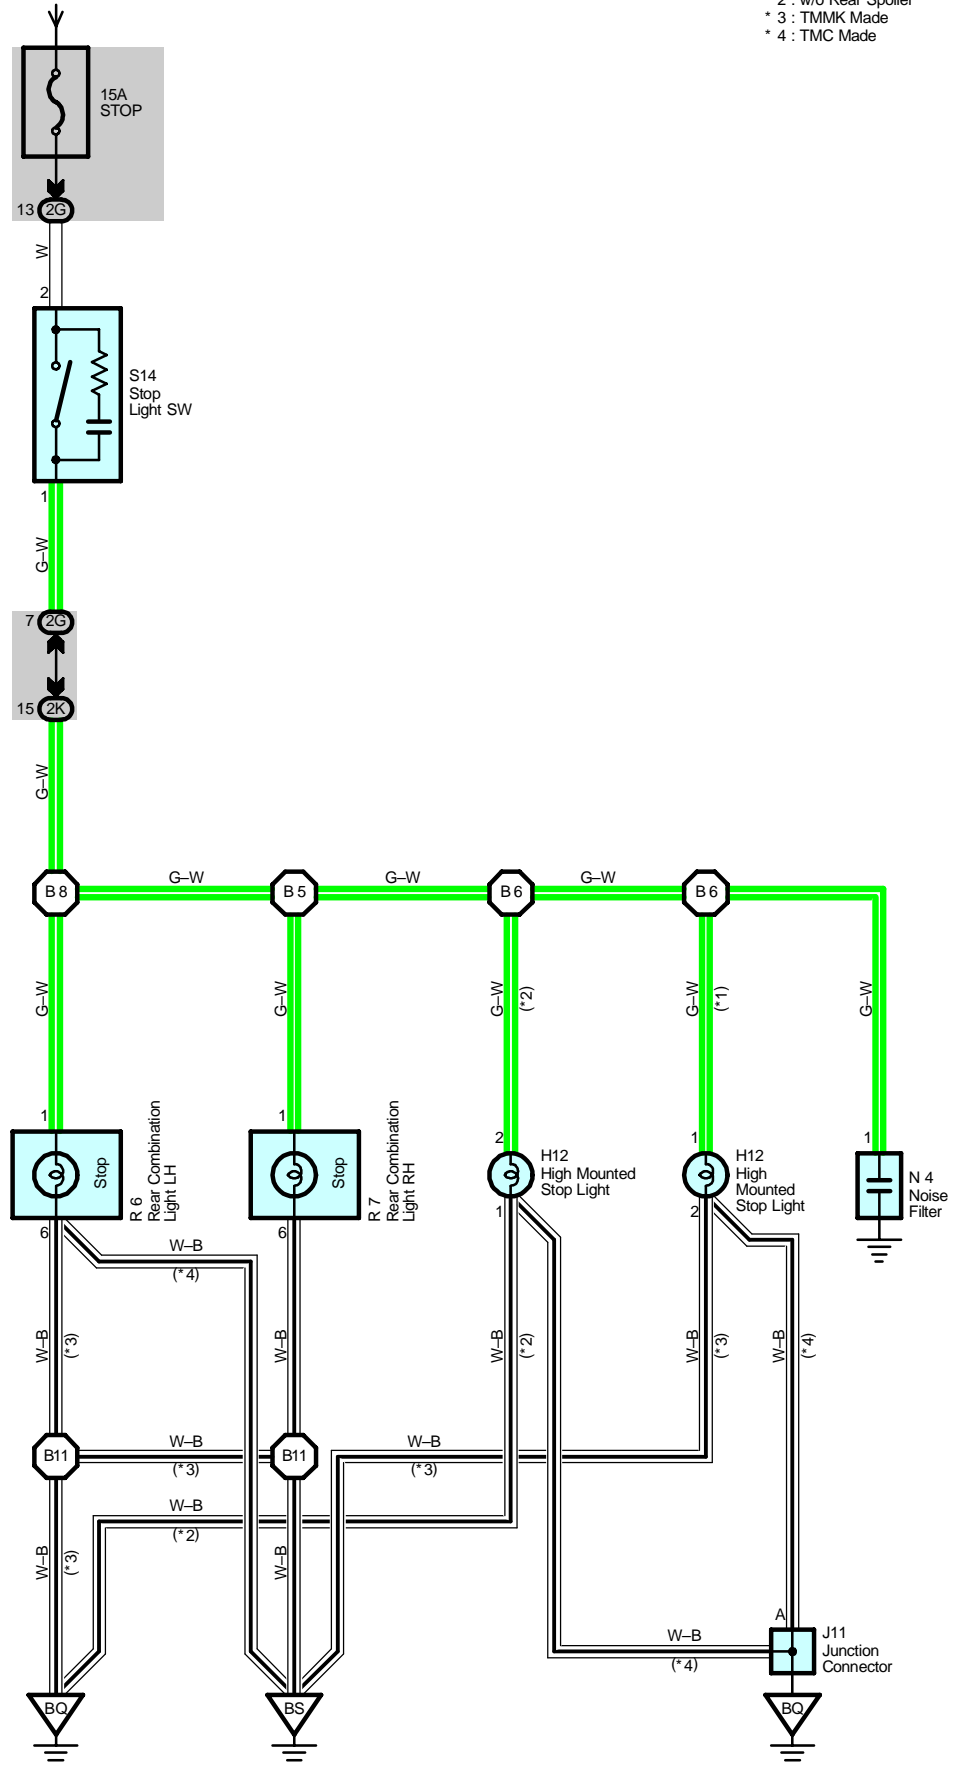 2 : w/o Rear Spoiler
* 3 : TMMK Made
* 4 : TMC Made
15A
STOP
13
2G
W
2
S14
Stop
Light SW
1
G–W
7
2G
15
2K
G–W
B 8
G–W
B 5
G–W
B 6
G–W
B 6
G–W
G–W
G–W
(*2)
G–W
(*1)
G–W
1
Stop
R 6
Rear Combination
Light LH
1
Stop
R 7
Rear Combination
Light RH
2
H12
High Mounted
Stop Light
1
H12
High
Mounted
Stop Light
1
N 4
Noise
Filter
6
6
1
2
W–B
(*4)
W–B
(*3)
W–B
W–B
(*2)
W–B
(*3)
W–B
(*4)
B11
W–B
(*3)
B11
W–B
(*3)
W–B
(*2)
W–B
(*3)
W–B
A
J11
Junction
Connector
W–B
(*4)
BQ
BS
BQ